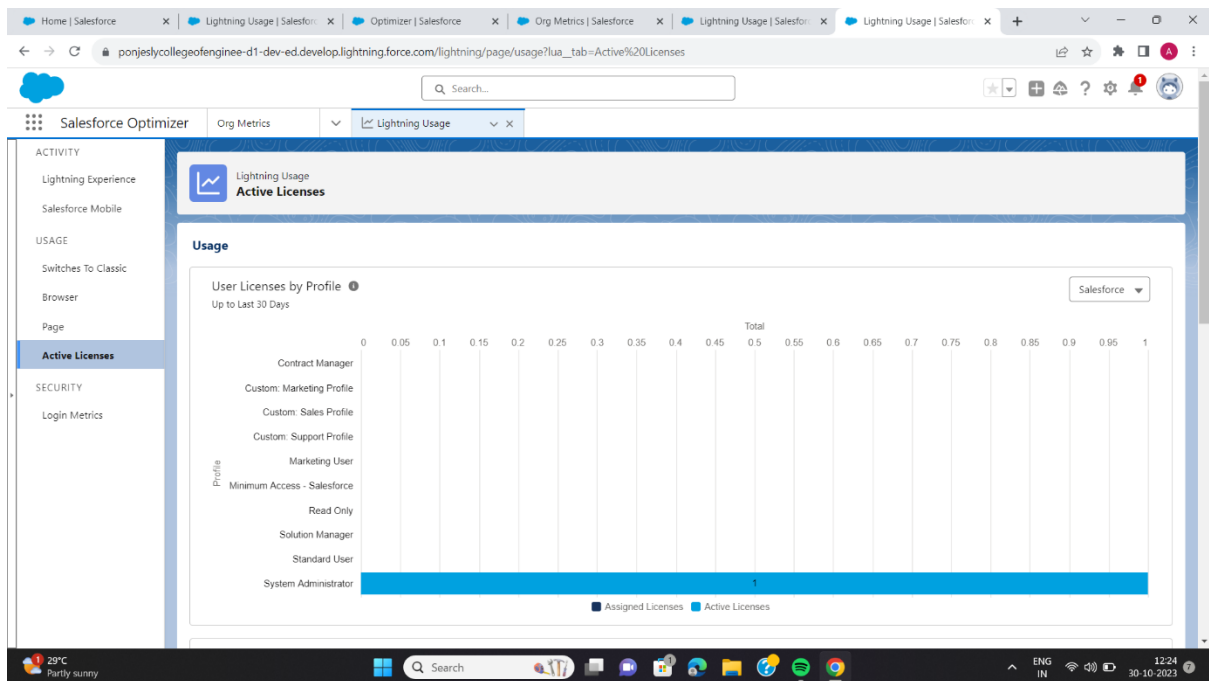 Home | Salesforce
Lightning Usage | Salesforc
Optimizer | Salesforce
Org Metrics | Salesforce
Lightning Usage | Salesforc
Lightning Usage | Salesforc
ponjeslycollegeofenginee-d1-dev-ed.develop.lightning.force.com/lightning/page/usage?lua__tab=Active%20Licenses
A
Search...
1
Salesforce Optimizer
Org Metrics
Lightning Usage
ACTIVITY
Lightning Experience
Salesforce Mobile
USAGE
Switches To Classic
Browser
Page
Active Licenses
SECURITY
Login Metrics
Lightning Usage
Active Licenses
Usage
User Licenses by Profile
Up to Last 30 Days
Salesforce
Total
0 0.05 0.1 0.15 0.2 0.25 0.3 0.35 0.4 0.45 0.5 0.55 0.6 0.65 0.7 0.75 0.8 0.85 0.9 0.95 1
Profile
Contract Manager
Custom: Marketing Profile
Custom: Sales Profile
Custom: Support Profile
Marketing User
Minimum Access - Salesforce
Read Only
Solution Manager
Standard User
System Administrator
1
Assigned Licenses Active Licenses
1
29°C
Partly sunny
Search
ENG
IN
12:24
30-10-2023
7